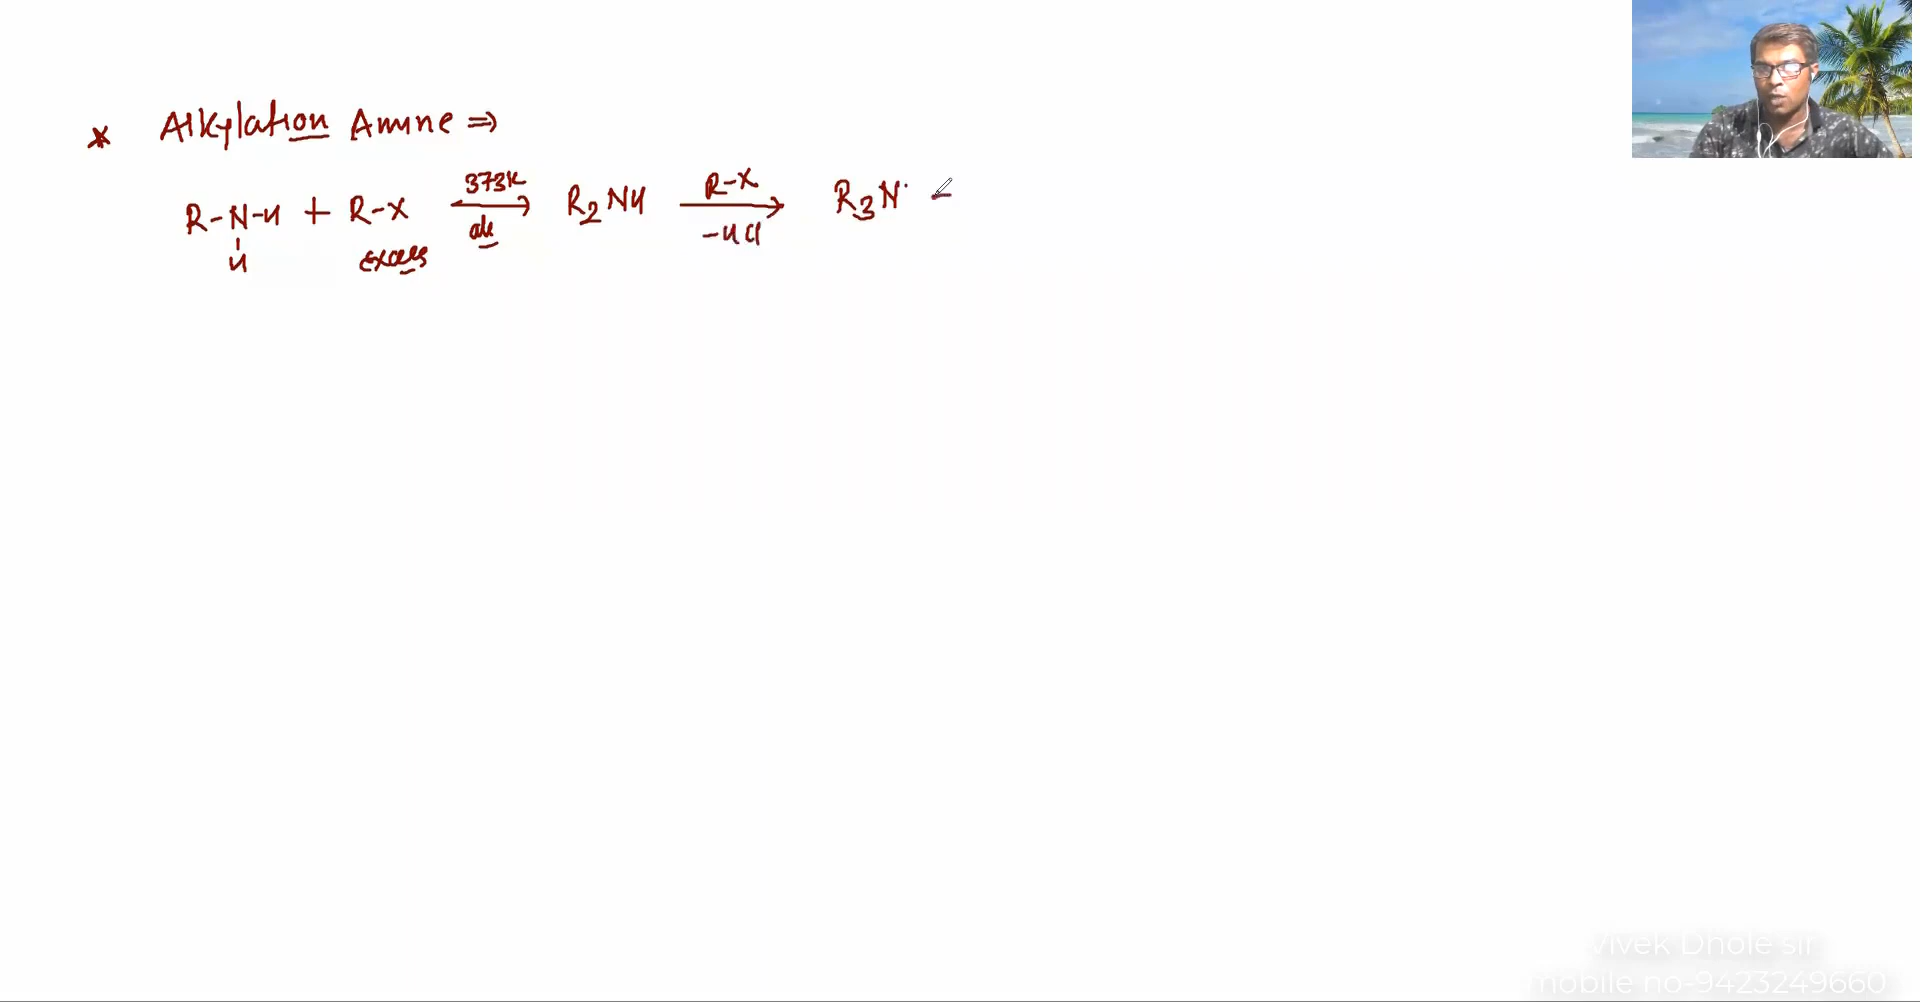 * Alkylation Amine ⇒
R-N-H + R-X 373K → alc R2NH R-X → -HCl R3N
H excess
Vivek Dhole sir
mobile no-9423249660